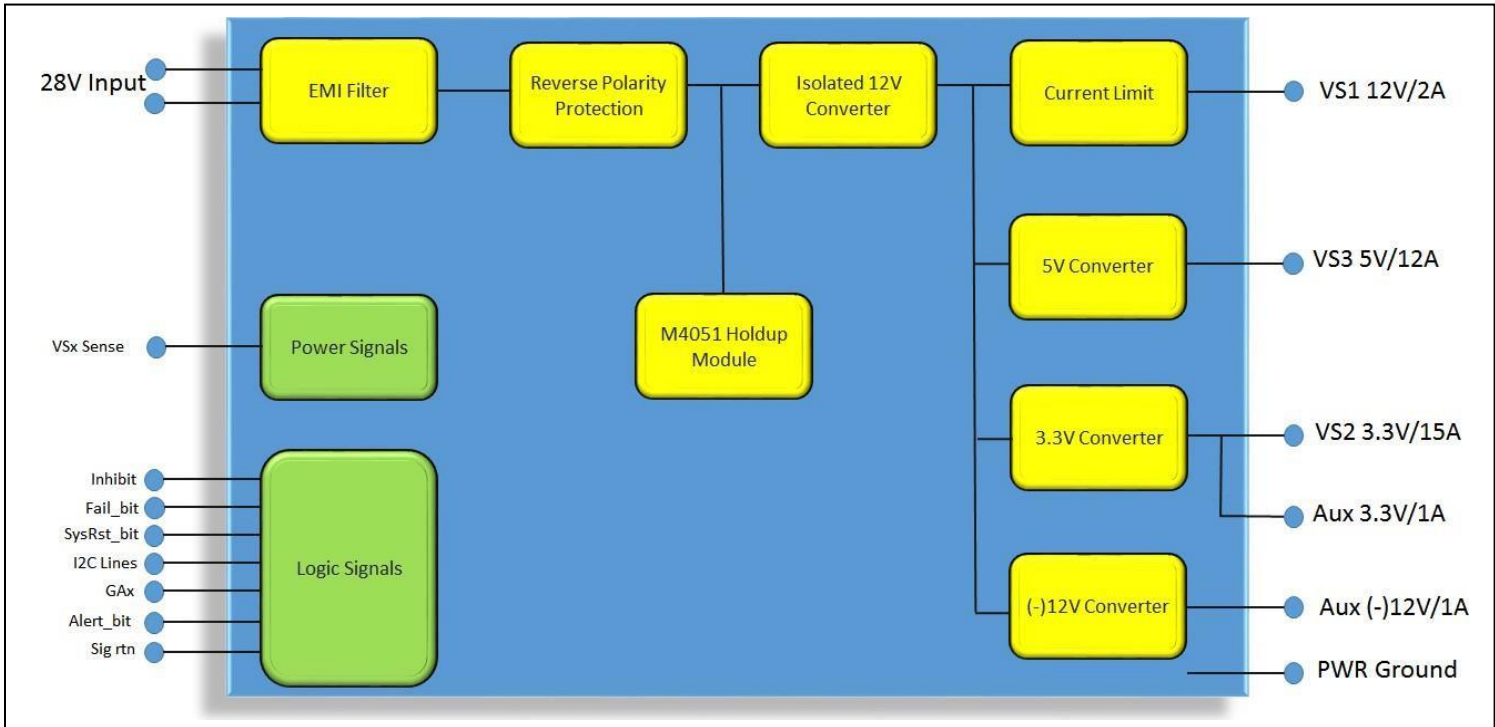 28V Input
EMI Filter
Reverse Polarity
Protection
Isolated 12V
Converter
Current Limit
VS1 12V/2A
5V Converter
VS3 5V/12A
VSx Sense
Power Signals
M4051 Holdup
Module
3.3V Converter
VS2 3.3V/15A
Aux 3.3V/1A
Inhibit
Fail_bit
SysRst_bit
I2C Lines
GAx
Alert_bit
Sig rtn
Logic Signals
(-)12V Converter
Aux (-)12V/1A
PWR Ground